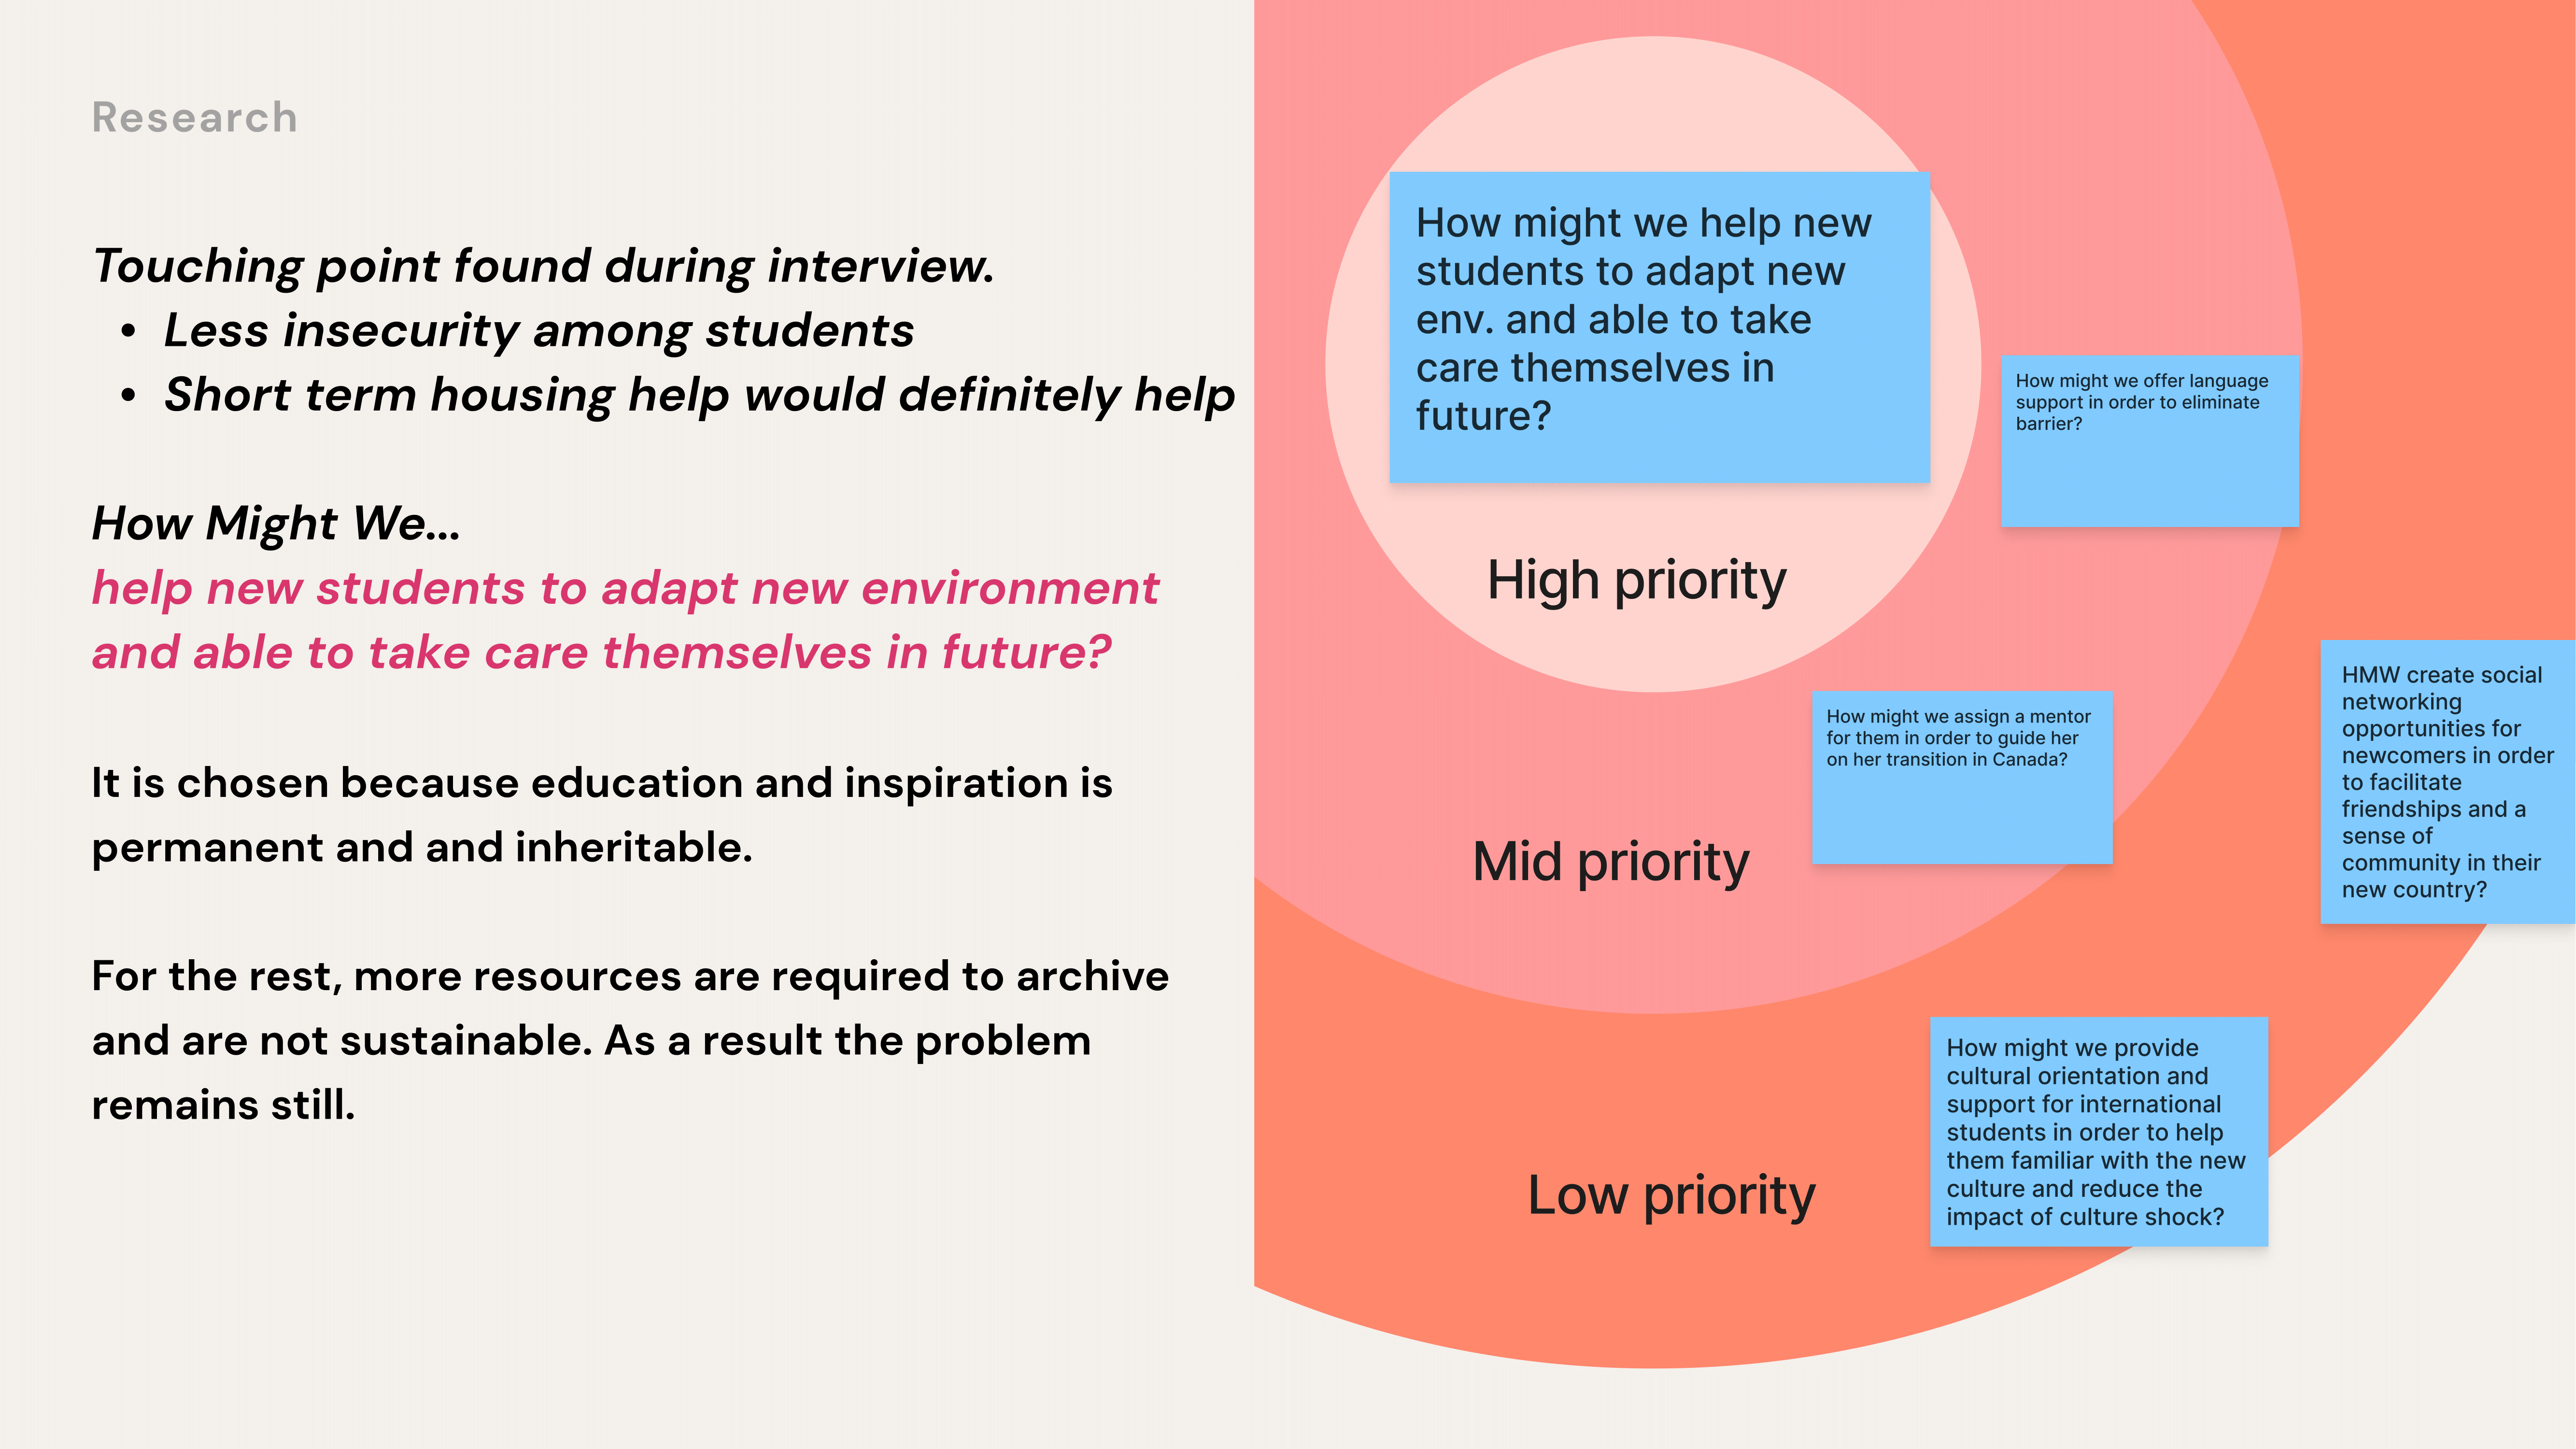 Research
Touching point found during interview.
• Less insecurity among students
• Short term housing help would definitely help
How Might We...
help new students to adapt new environment
and able to take care themselves in future?
It is chosen because education and inspiration is
permanent and and inheritable.
For the rest, more resources are required to archive
and are not sustainable. As a result the problem
remains still.
How might we help new
students to adapt new
env. and able to take
care themselves in
future?
High priority
How might we offer language
support in order to eliminate
barrier?
How might we assign a mentor
for them in order to guide her
on her transition in Canada?
Mid priority
HMW create social
networking
opportunities for
newcomers in order
to facilitate
friendships and a
sense of
community in their
new country?
How might we provide
cultural orientation and
support for international
students in order to help
them familiar with the new
culture and reduce the
impact of culture shock?
Low priority